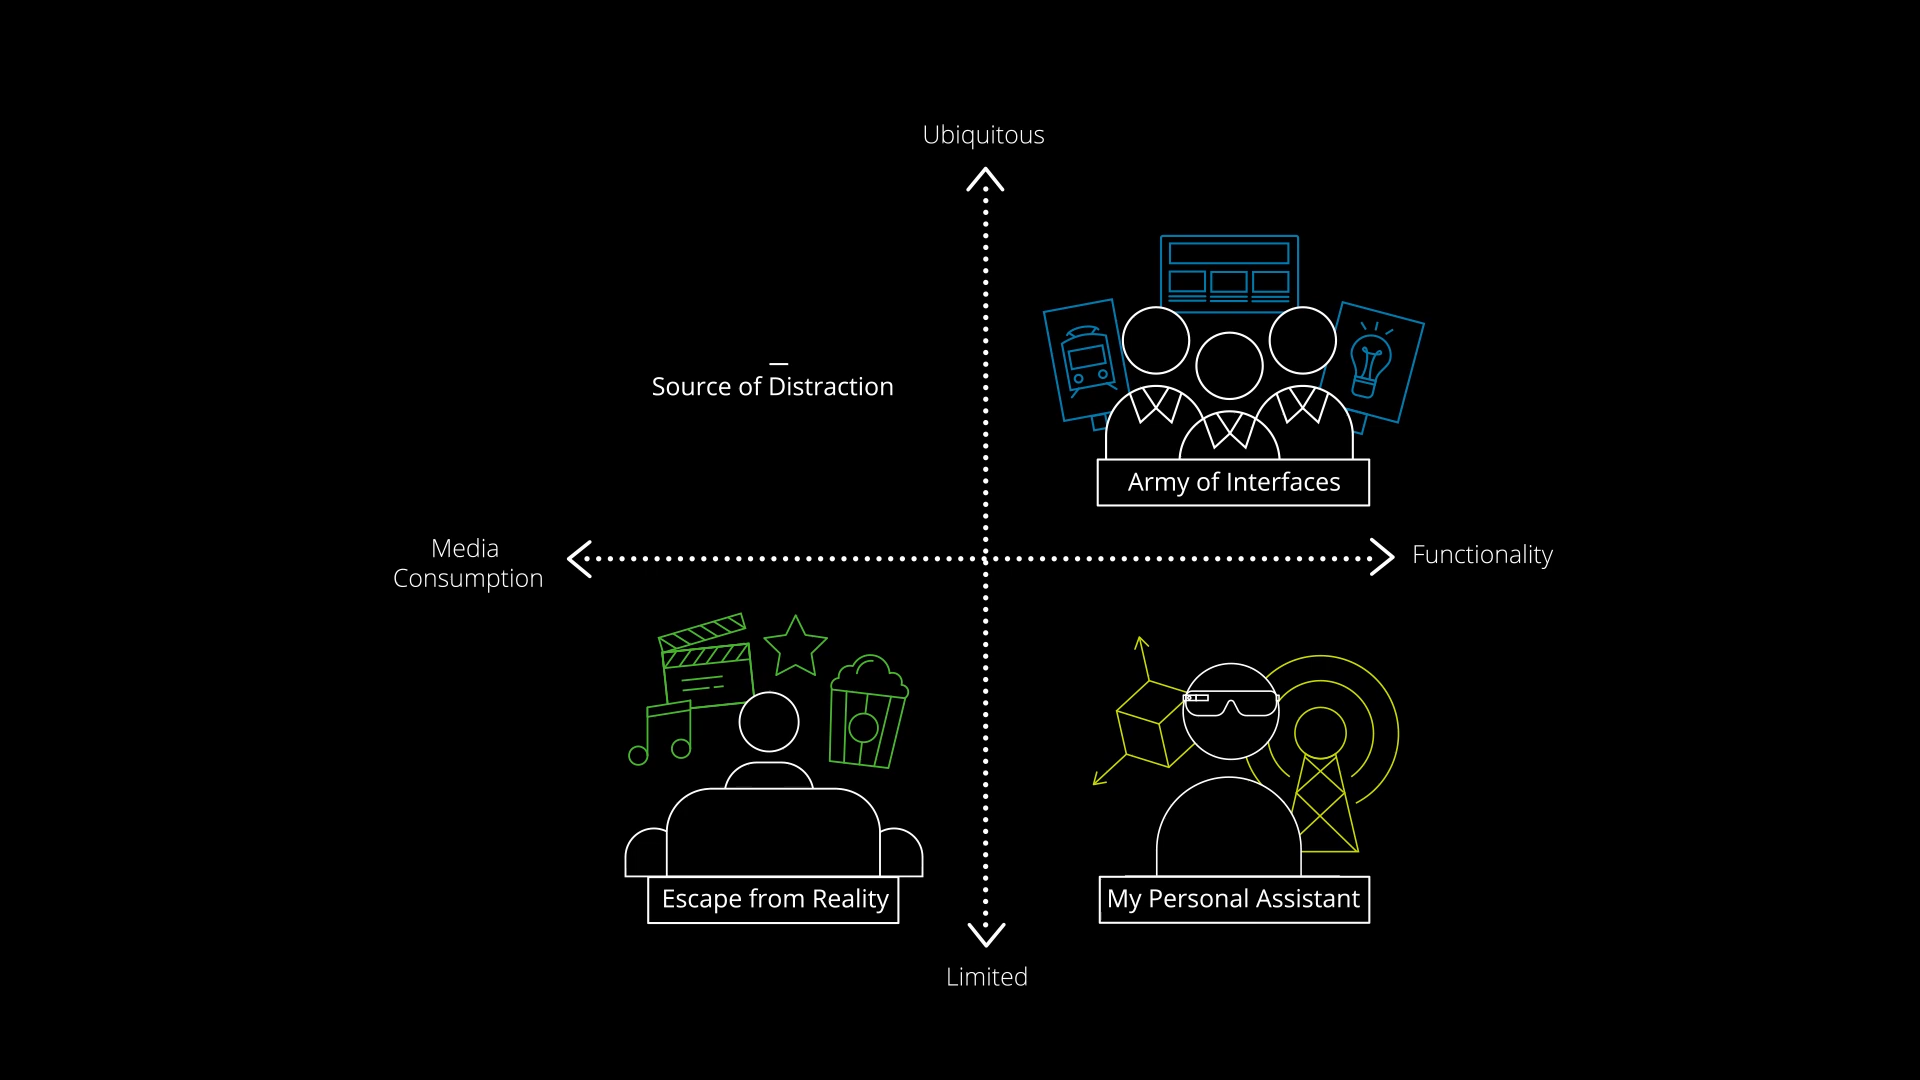 Ubiquitous
Source of Distraction
Army of Interfaces
Media
Consumption
Functionality
Escape from Reality
My Personal Assistant
Limited